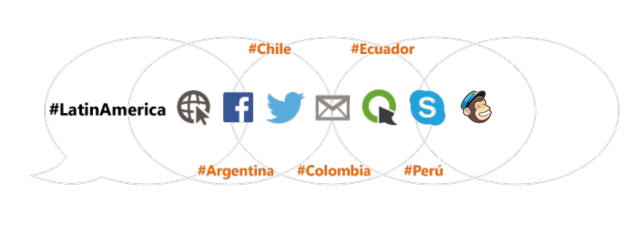 #Chile
#Ecuador
#LatinAmerica
#Argentina
#Colombia
#Perú